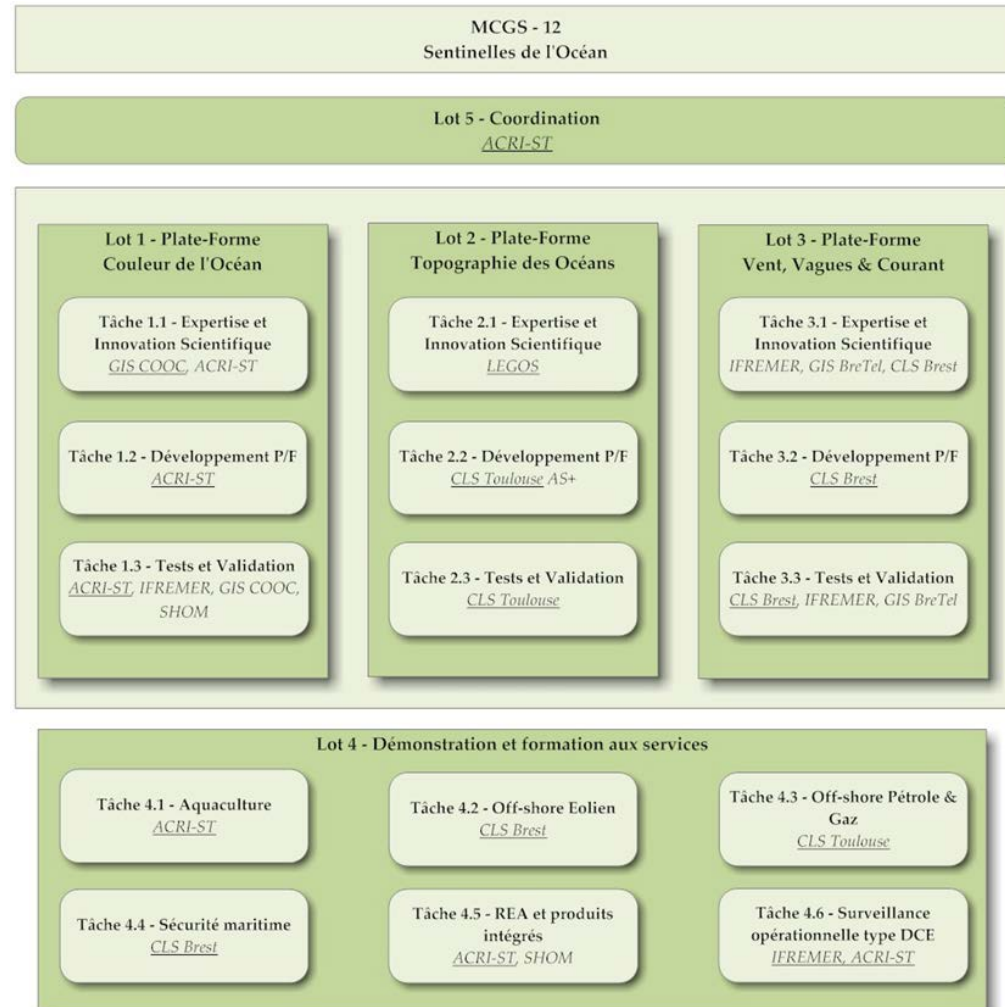 MCGS - 12
Sentinelles de l'Océan
Lot 5 - Coordination
ACRI-ST
Lot 1 - Plate-Forme
Couleur de l'Océan
Tâche 1.1 - Expertise et
Innovation Scientifique
GIS COOC, ACRI-ST
Tâche 1.2 - Développement P/F
ACRI-ST
Tâche 1.3 - Tests et Validation
ACRI-ST, IFREMER, GIS COOC,
SHOM
Lot 2 - Plate-Forme
Topographie des Océans
Tâche 2.1 - Expertise et
Innovation Scientifique
LEGOS
Tâche 2.2 - Développement P/F
CLS Toulouse AS+
Tâche 2.3 - Tests et Validation
CLS Toulouse
Lot 3 - Plate-Forme
Vent, Vagues & Courant
Tâche 3.1 - Expertise et
Innovation Scientifique
IFREMER, GIS BreTel, CLS Brest
Tâche 3.2 - Développement P/F
CLS Brest
Tâche 3.3 - Tests et Validation
CLS Brest, IFREMER, GIS BreTel
Lot 4 - Démonstration et formation aux services
Tâche 4.1 - Aquaculture
ACRI-ST
Tâche 4.2 - Off-shore Eolien
CLS Brest
Tâche 4.3 - Off-shore Pétrole &
Gaz
CLS Toulouse
Tâche 4.4 - Sécurité maritime
CLS Brest
Tâche 4.5 - REA et produits
intégrés
ACRI-ST, SHOM
Tâche 4.6 - Surveillance
opérationnelle type DCE
IFREMER, ACRI-ST